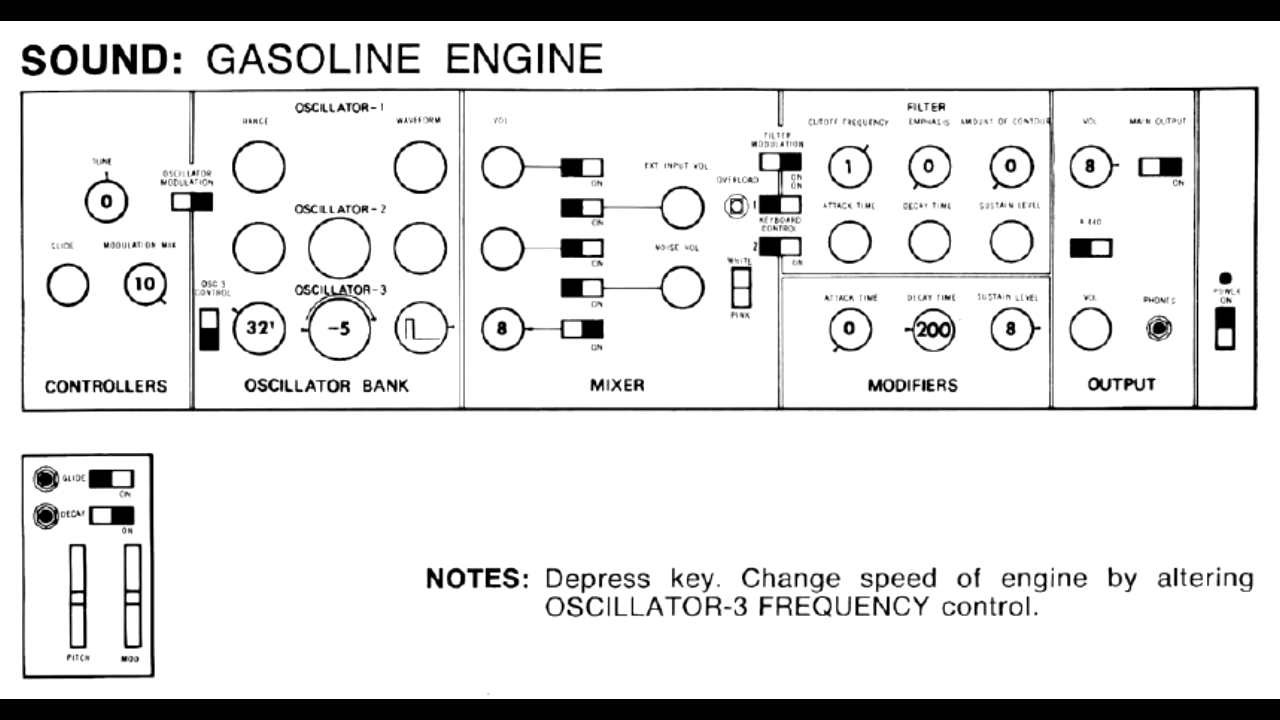 SOUND: GASOLINE ENGINE
OSCILLATOR-1
FILTER
RANGE
WAVEFORM
VOL
CUTOFF FREQUENCY
EMPHASIS
AMOUNT OF CONTOUR
VOL
MAIN OUTPUT
FILTER
MODULATION
TUNE
OSCILLATOR
MODULATION
EXT INPUT VOL
1
0
0
8
ON
ON
ON
ON
OVERLOAD
0
1
ATTACK TIME
DECAY TIME
SUSTAIN LEVEL
OSCILLATOR-2
ON
KEYBOARD
CONTROL
A-440
GLIDE
MODULATION MIX
NOISE VOL
2
ON
WHITE
ON
10
OSC 3
CONTROL
OSCILLATOR-3
ON
PINK
ATTACK TIME
DECAY TIME
SUSTAIN LEVEL
VOL
PHONES
POWER
ON
32'
-5
8
ON
0
200
8
CONTROLLERS
OSCILLATOR BANK
MIXER
MODIFIERS
OUTPUT
GLIDE
ON
DECAY
ON
PITCH
MOD
NOTES: Depress key. Change speed of engine by altering
OSCILLATOR-3 FREQUENCY control.